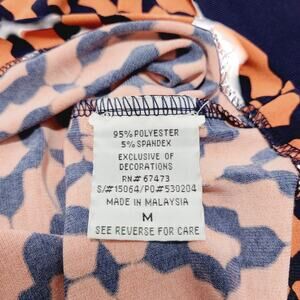 95% POLYESTER
5% SPANDEX
EXCLUSIVE OF
DECORATIONS
RN# 67473
S/# 15064/PO# 530204
MADE IN MALAYSIA
M
SEE REVERSE FOR CARE